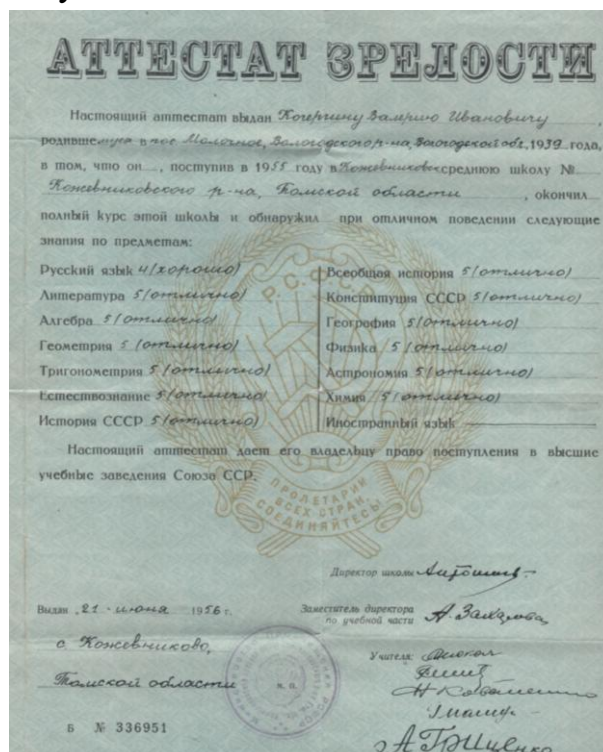 АТТЕСТАТ ЗРЕЛОСТИ
Настоящий аттестат выдан Кочергину Валерию Ивановичу,
родившемуся в пос Молочное, Вологодского р-на, Вологодской обл, 1939 года,
в том, что он, поступив в 1955 году в Кожевниковск. среднюю школу №
Кожевниковского р-на, Томской области, окончил
полный курс этой школы и обнаружил при отличном поведении следующие
знания по предметам:
Русский язык 4/хорошо/
Литература 5/отлично/
Алгебра 5/отлично/
Геометрия 5/отлично/
Тригонометрия 5/отлично/
Естествознание 5/отлично/
История СССР 5/отлично/
Всеобщая история 5/отлично/
Конституция СССР 5/отлично/
География 5/отлично/
Физика 5/отлично/
Астрономия 5/отлично/
Химия 5/отлично/
Иностранный язык —
Р.С.Ф.С.Р.
Настоящий аттестат дает его владельцу право поступления в высшие
учебные заведения Союза ССР.
ПРОЛЕТАРИИ
ВСЕХ СТРАН,
СОЕДИНЯЙТЕСЬ!
Директор школы
Выдан „21 - июня 1956 г.
Заместитель директора
по учебной части А. Захарова
с. Кожевниково,
Учителя:
Томской области
м. п.
Б № 336951
А Гриценко